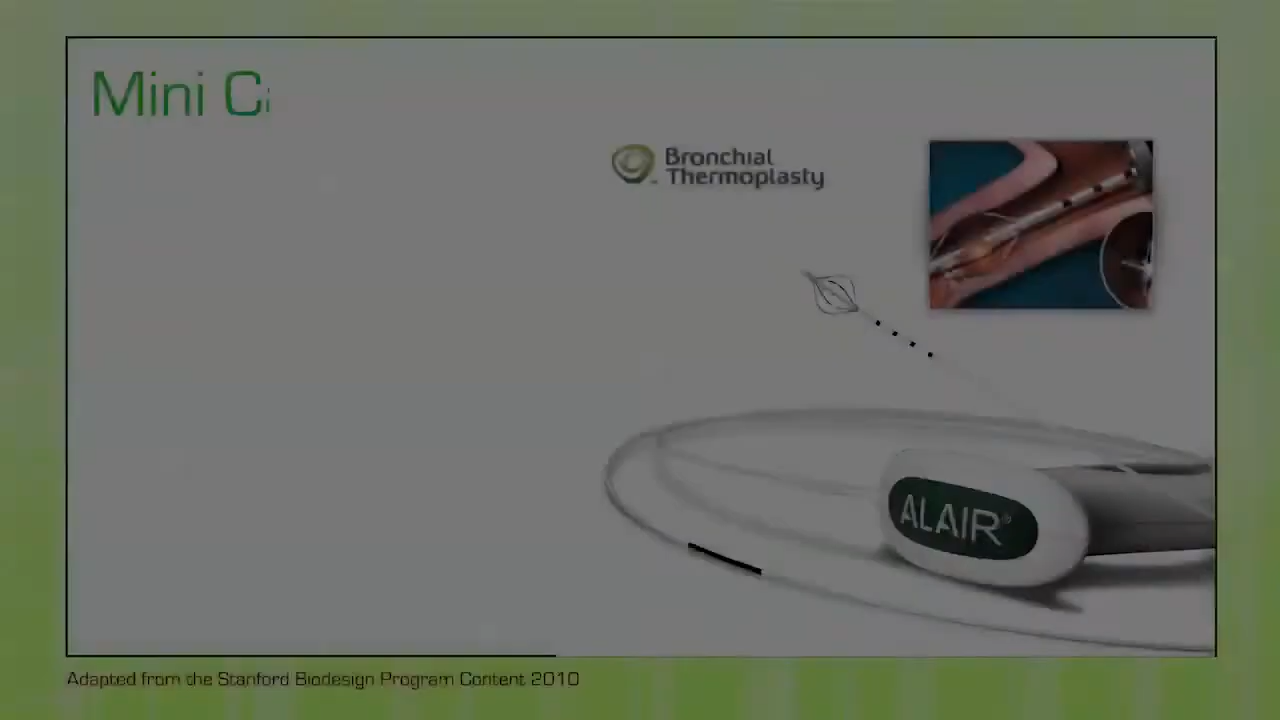 Mini C
Bronchial
Thermoplasty
ALAIR®
Adapted from the Stanford Biodesign Program Content 2010